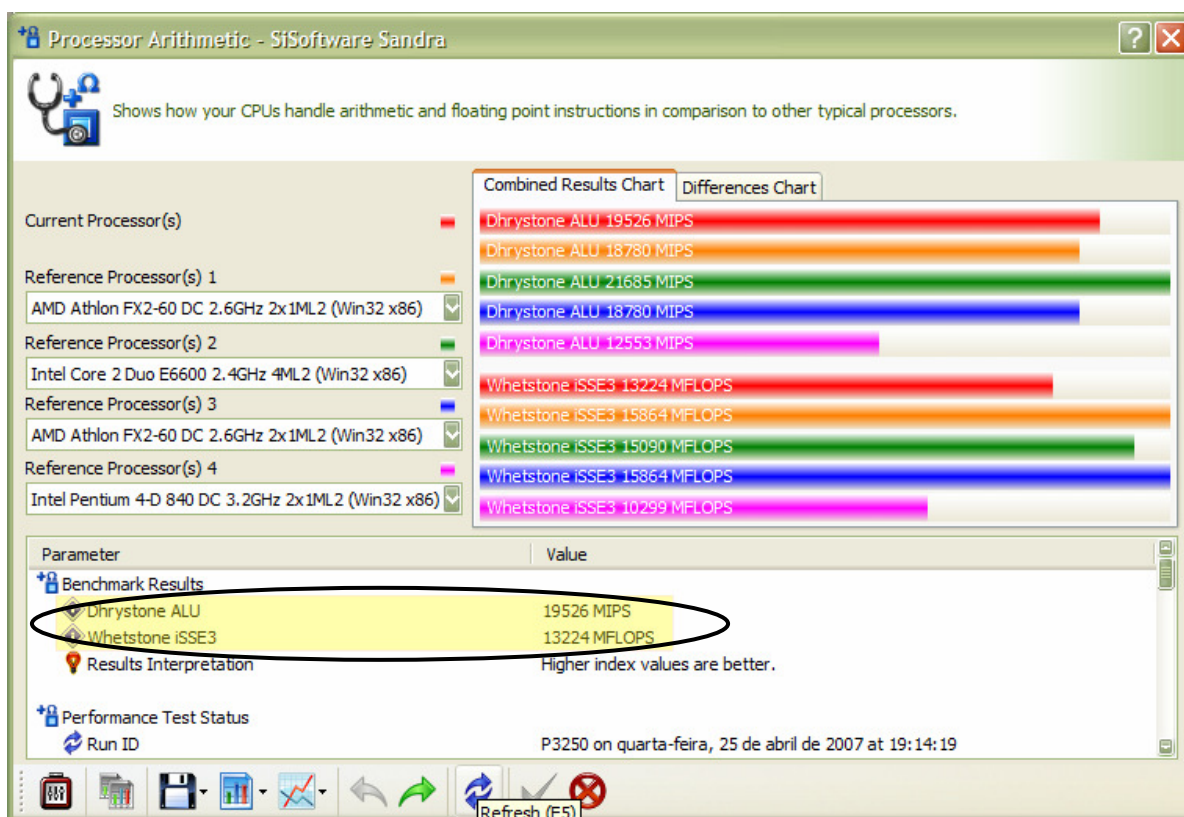 Processor Arithmetic - SiSoftware Sandra
Shows how your CPUs handle arithmetic and floating point instructions in comparison to other typical processors.
Combined Results Chart Differences Chart
Current Processor(s)
Dhrystone ALU 19526 MIPS
Dhrystone ALU 18780 MIPS
Reference Processor(s) 1
Dhrystone ALU 21685 MIPS
AMD Athlon FX2-60 DC 2.6GHz 2x1ML2 (Win32 x86)
Dhrystone ALU 18780 MIPS
Reference Processor(s) 2
Dhrystone ALU 12553 MIPS
Intel Core 2 Duo E6600 2.4GHz 4ML2 (Win32 x86)
Whetstone iSSE3 13224 MFLOPS
Reference Processor(s) 3
Whetstone iSSE3 15864 MFLOPS
AMD Athlon FX2-60 DC 2.6GHz 2x1ML2 (Win32 x86)
Whetstone iSSE3 15090 MFLOPS
Reference Processor(s) 4
Whetstone iSSE3 15864 MFLOPS
Intel Pentium 4-D 840 DC 3.2GHz 2x1ML2 (Win32 x86)
Whetstone iSSE3 10299 MFLOPS
Parameter Value
Benchmark Results
Dhrystone ALU 19526 MIPS
Whetstone iSSE3 13224 MFLOPS
Results Interpretation Higher index values are better.
Performance Test Status
Run ID P3250 on quarta-feira, 25 de abril de 2007 at 19:14:19
Refresh (F5)